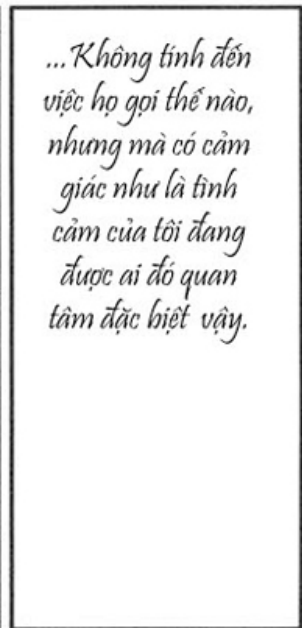 ...Không tính đến
việc họ gọi thế nào,
nhưng mà có cảm
giác như là tình
cảm của tôi đang
được ai đó quan
tâm đặc biệt vậy.